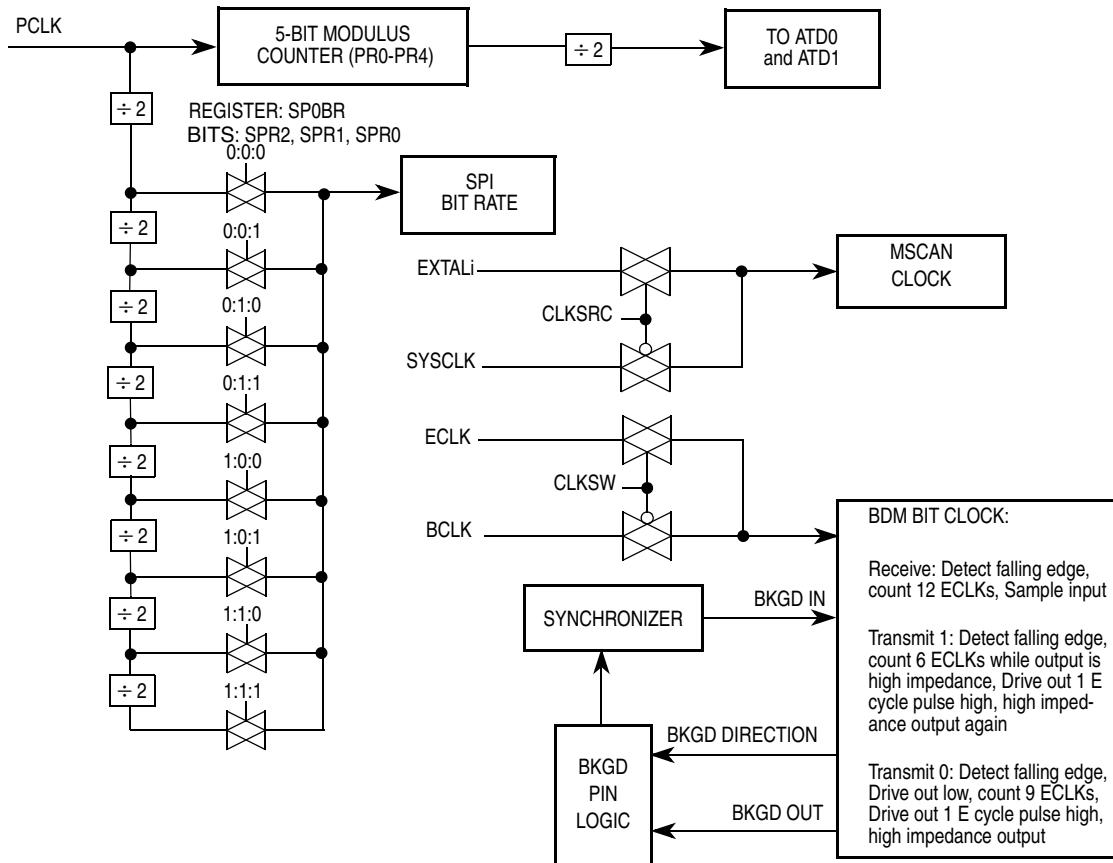 PCLK
5-BIT MODULUS
COUNTER (PR0-PR4)
÷ 2
TO ATD0
and ATD1
÷ 2
REGISTER: SP0BR
BITS: SPR2, SPR1, SPR0
0:0:0
SPI
BIT RATE
÷ 2
0:0:1
÷ 2
0:1:0
÷ 2
0:1:1
÷ 2
1:0:0
÷ 2
1:0:1
÷ 2
1:1:0
÷ 2
1:1:1
EXTALi
MSCAN
CLOCK
CLKSRC
SYSCLK
ECLK
CLKSW
BCLK
BDM BIT CLOCK:
Receive: Detect falling edge,
count 12 ECLKs, Sample input
Transmit 1: Detect falling edge,
count 6 ECLKs while output is
high impedance, Drive out 1 E
cycle pulse high, high imped-
ance output again
Transmit 0: Detect falling edge,
Drive out low, count 9 ECLKs,
Drive out 1 E cycle pulse high,
high impedance output
SYNCHRONIZER
BKGD IN
BKGD DIRECTION
BKGD
PIN
LOGIC
BKGD OUT